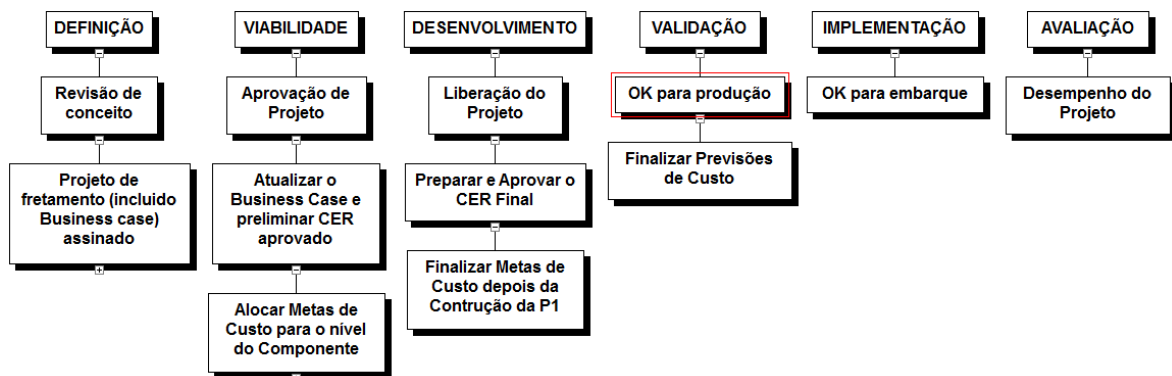 DEFINIÇÃO
Revisão de
conceito
Projeto de
fretamento (incluido
Business case)
assinado
VIABILIDADE
Aprovação de
Projeto
Atualizar o
Business Case e
preliminar CER
aprovado
Alocar Metas de
Custo para o nível
do Componente
DESENVOLVIMENTO
Liberação do
Projeto
Preparar e Aprovar o
CER Final
Finalizar Metas de
Custo depois da
Contrução da P1
VALIDAÇÃO
OK para produção
Finalizar Previsões
de Custo
IMPLEMENTAÇÃO
OK para embarque
AVALIAÇÃO
Desempenho do
Projeto